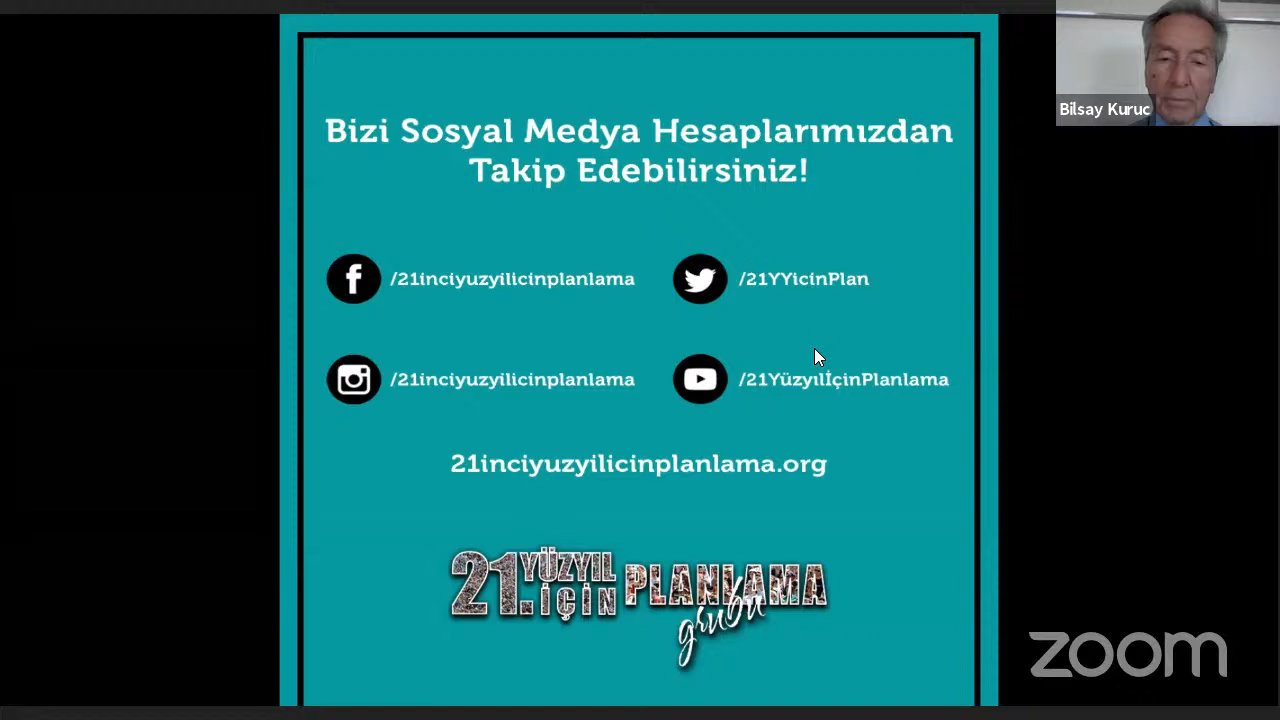 Bilsay Kuruc
Bizi Sosyal Medya Hesaplarımızdan
Takip Edebilirsiniz!
/21inciyuzyilicinplanlama
/21YYicinPlan
/21inciyuzyilicinplanlama
/21YüzyılİçinPlanlama
21inciyuzyilicinplanlama.org
21. YÜZYIL İÇİN PLANLAMA
grubu
zoom